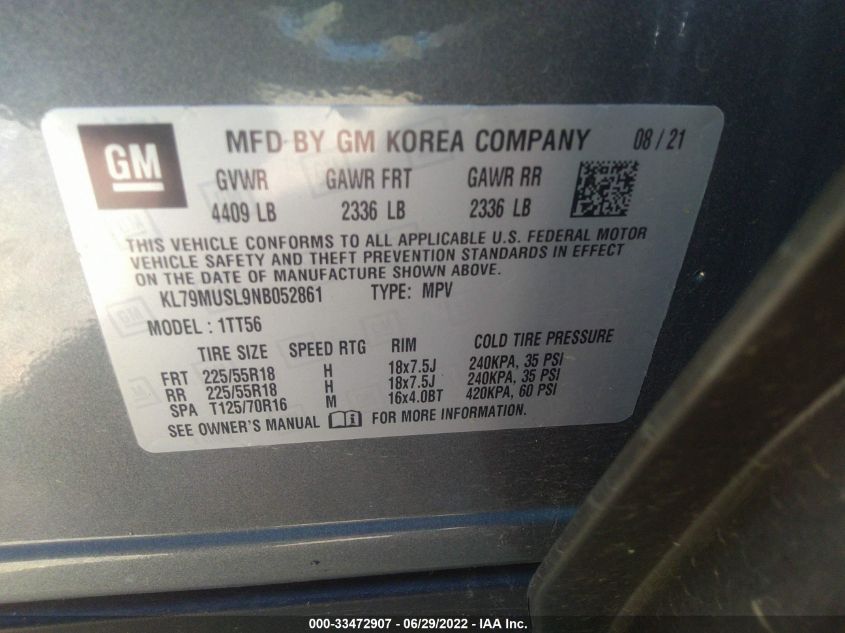 GM
MFD BY GM KOREA COMPANY 08 / 21
GVWR GAWR FRT GAWR RR
4409 LB 2336 LB 2336 LB
THIS VEHICLE CONFORMS TO ALL APPLICABLE U.S. FEDERAL MOTOR
VEHICLE SAFETY AND THEFT PREVENTION STANDARDS IN EFFECT
ON THE DATE OF MANUFACTURE SHOWN ABOVE.
KL79MUSL9NB052861 TYPE: MPV
MODEL : 1TT56
TIRE SIZE SPEED RTG RIM COLD TIRE PRESSURE
FRT 225/55R18 H 18x7.5J 240KPA, 35 PSI
RR 225/55R18 H 18x7.5J 240KPA, 35 PSI
SPA T125/70R16 M 16x4.0BT 420KPA, 60 PSI
SEE OWNER'S MANUAL FOR MORE INFORMATION.
000-33472907 - 06/29/2022 - IAA Inc.